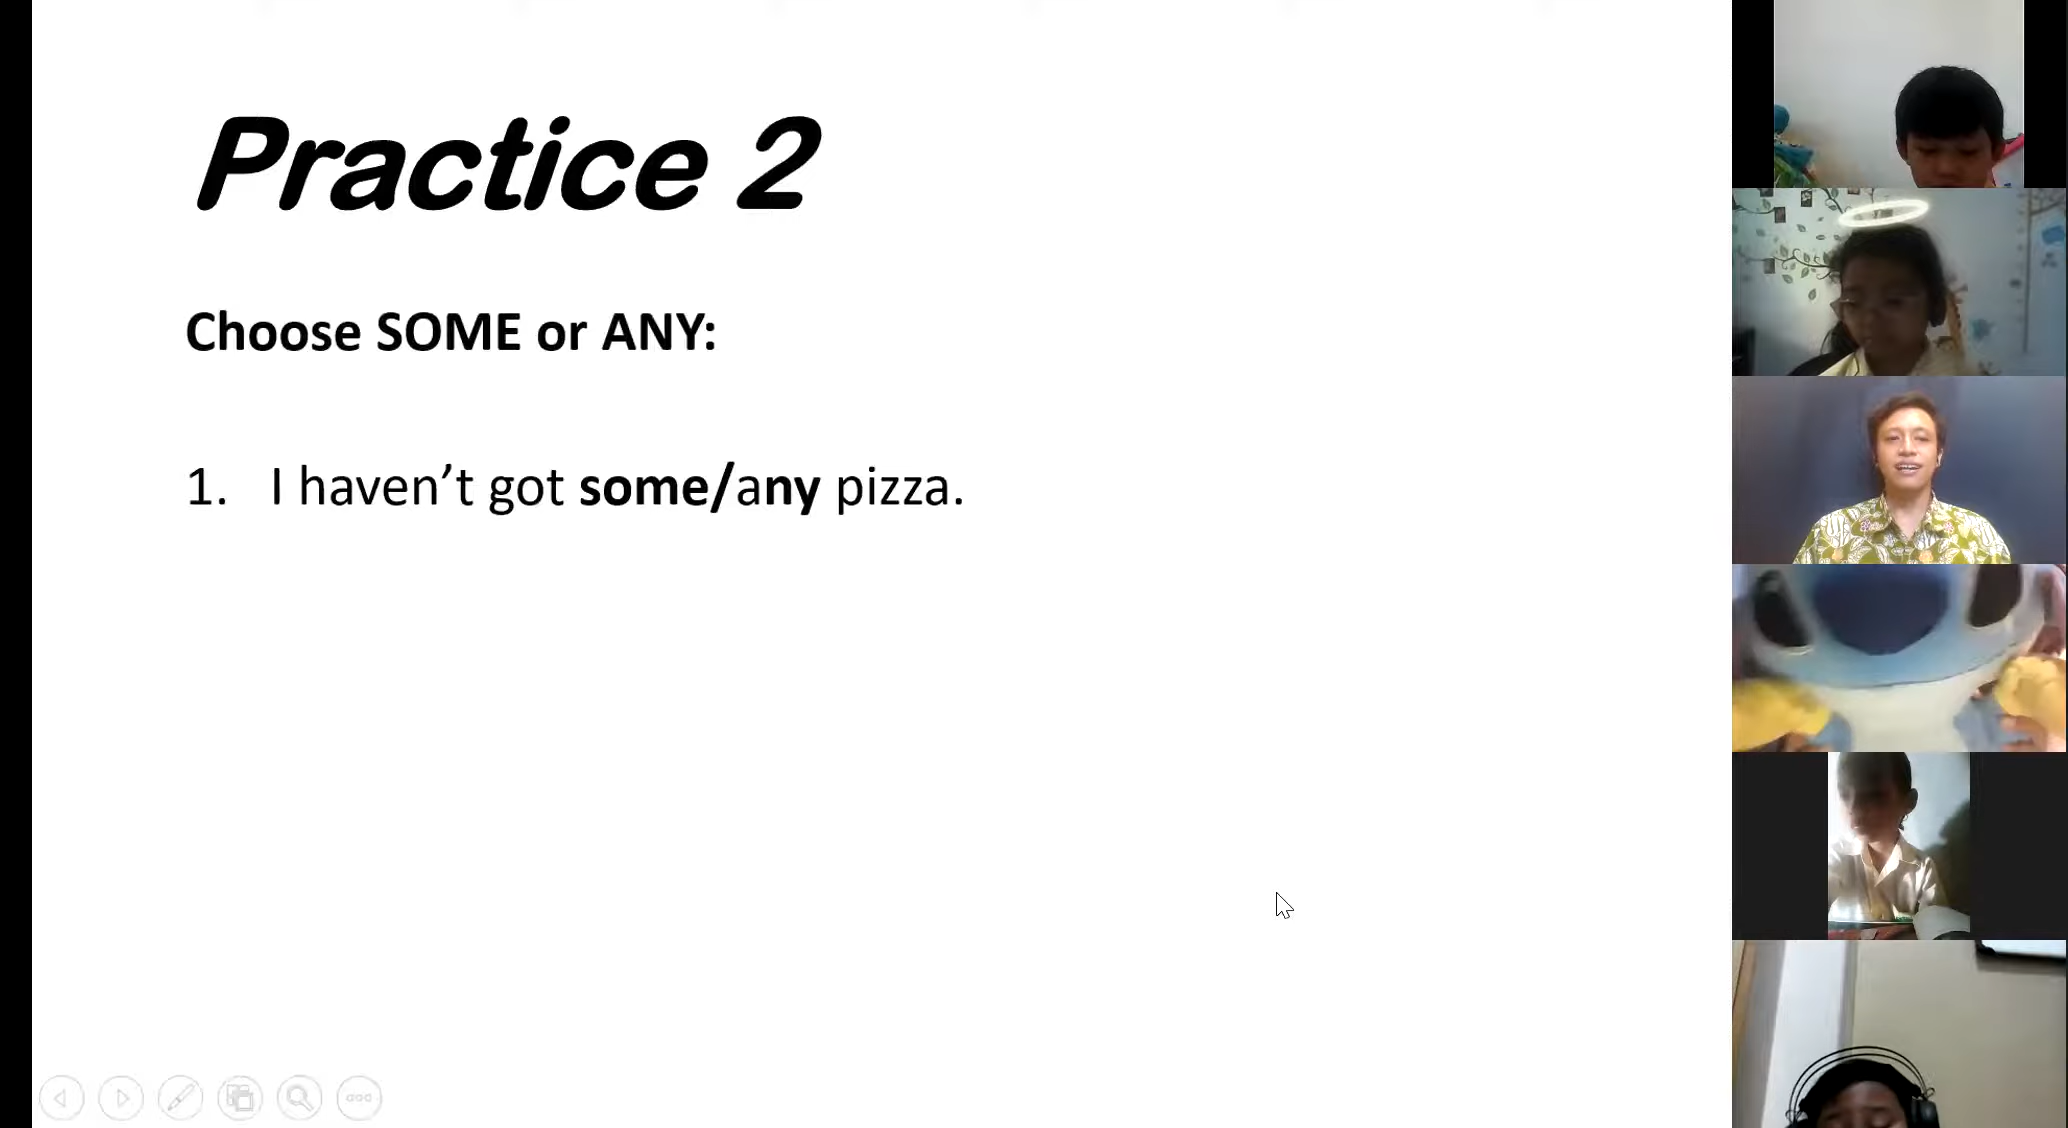 Practice 2
Choose SOME or ANY:
1. I haven’t got some/any pizza.